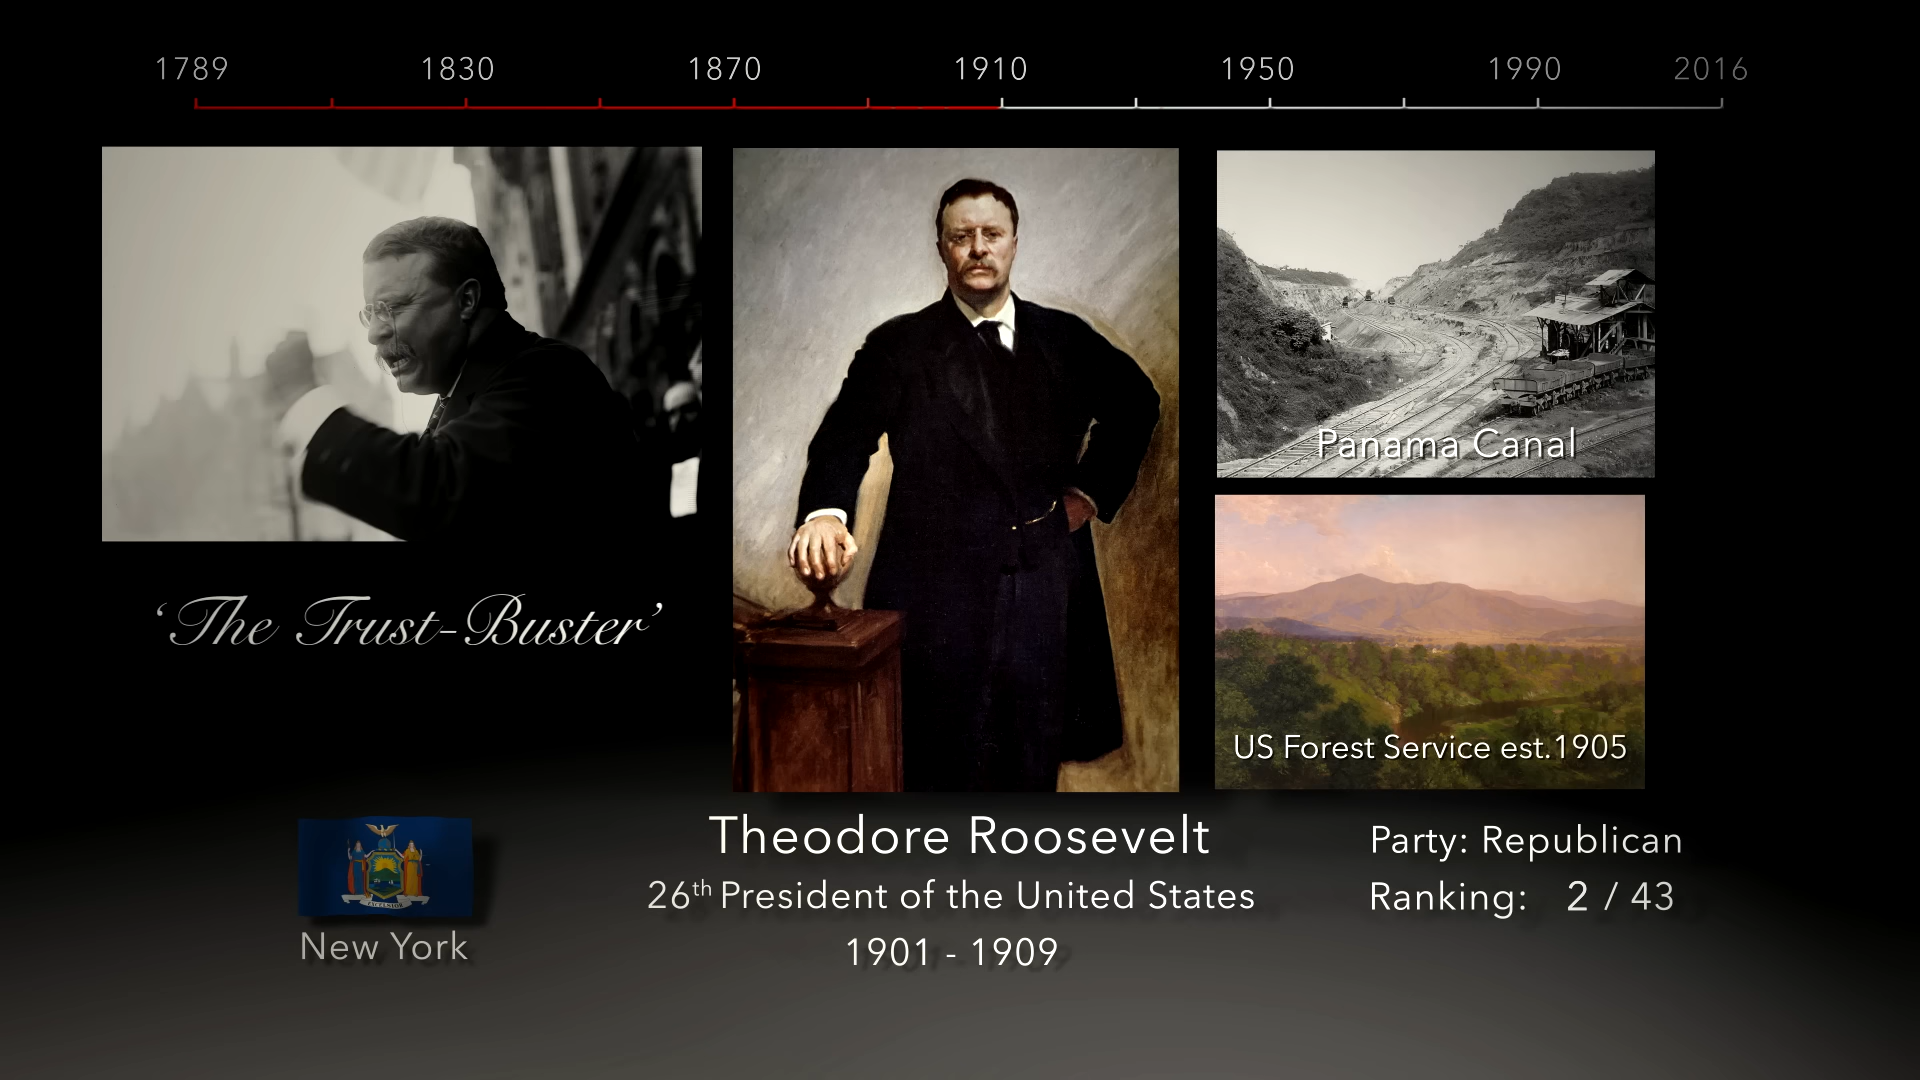 1789 1830 1870 1910 1950 1990 2016
‘The Trust-Buster’
Panama Canal
US Forest Service est.1905
EXCELSIOR
New York
Theodore Roosevelt
26th President of the United States
1901 - 1909
Party: Republican
Ranking: 2 / 43